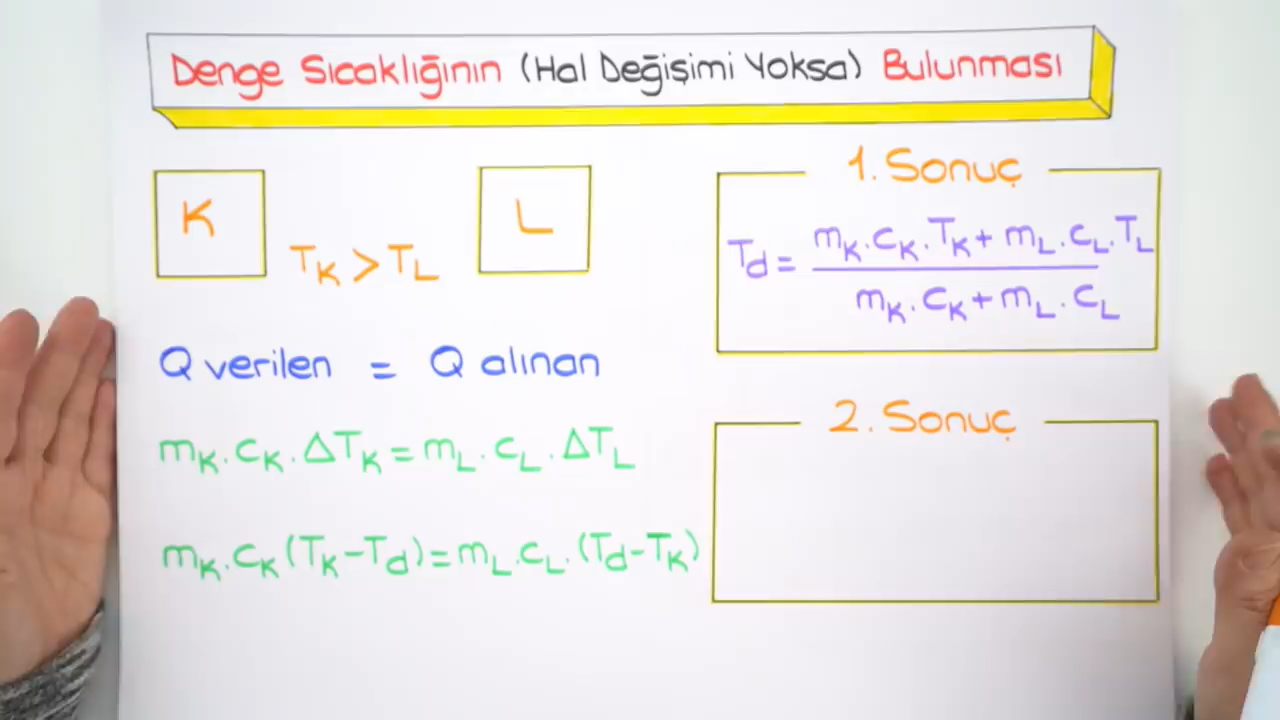 Denge Sıcaklığının (Hal Değişimi Yoksa) Bulunması
K
L
T_K > T_L
Q verilen = Q alınan
m_K . c_K . ΔT_K = m_L . c_L . ΔT_L
m_K . c_K (T_K - T_d) = m_L . c_L . (T_d - T_K)
1. Sonuç
T_d = m_K . c_K . T_K + m_L . c_L . T_L
m_K . c_K + m_L . c_L
2. Sonuç